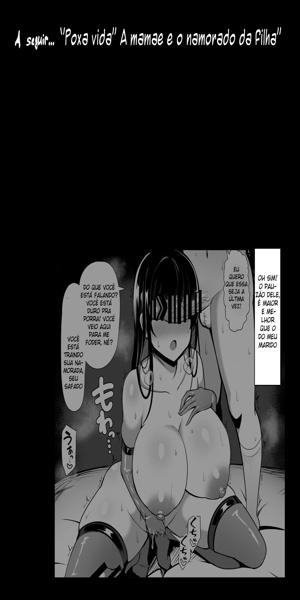 A seguir... "Poxa vida" A mamae e o namorado da filha"
OH SIM!
O PAU-
ZÃO DELE,
É MAIOR
E ME-
LHOR
QUE O
DO MEU
MARIDO
EU
QUERO
QUE ESSA
SEJA A
ÚLTIMA
VEZ!
DO QUE VOCÊ
ESTÁ FALANDO?
VOCÊ ESTÁ
DURO PRA
PORRA! VOCÊ
VEIO AQUI
PARA ME
FODER, NÉ?
VOCÊ
ESTÁ
TRAINDO
SUA NA-
MORADA,
SEU
SAFADO